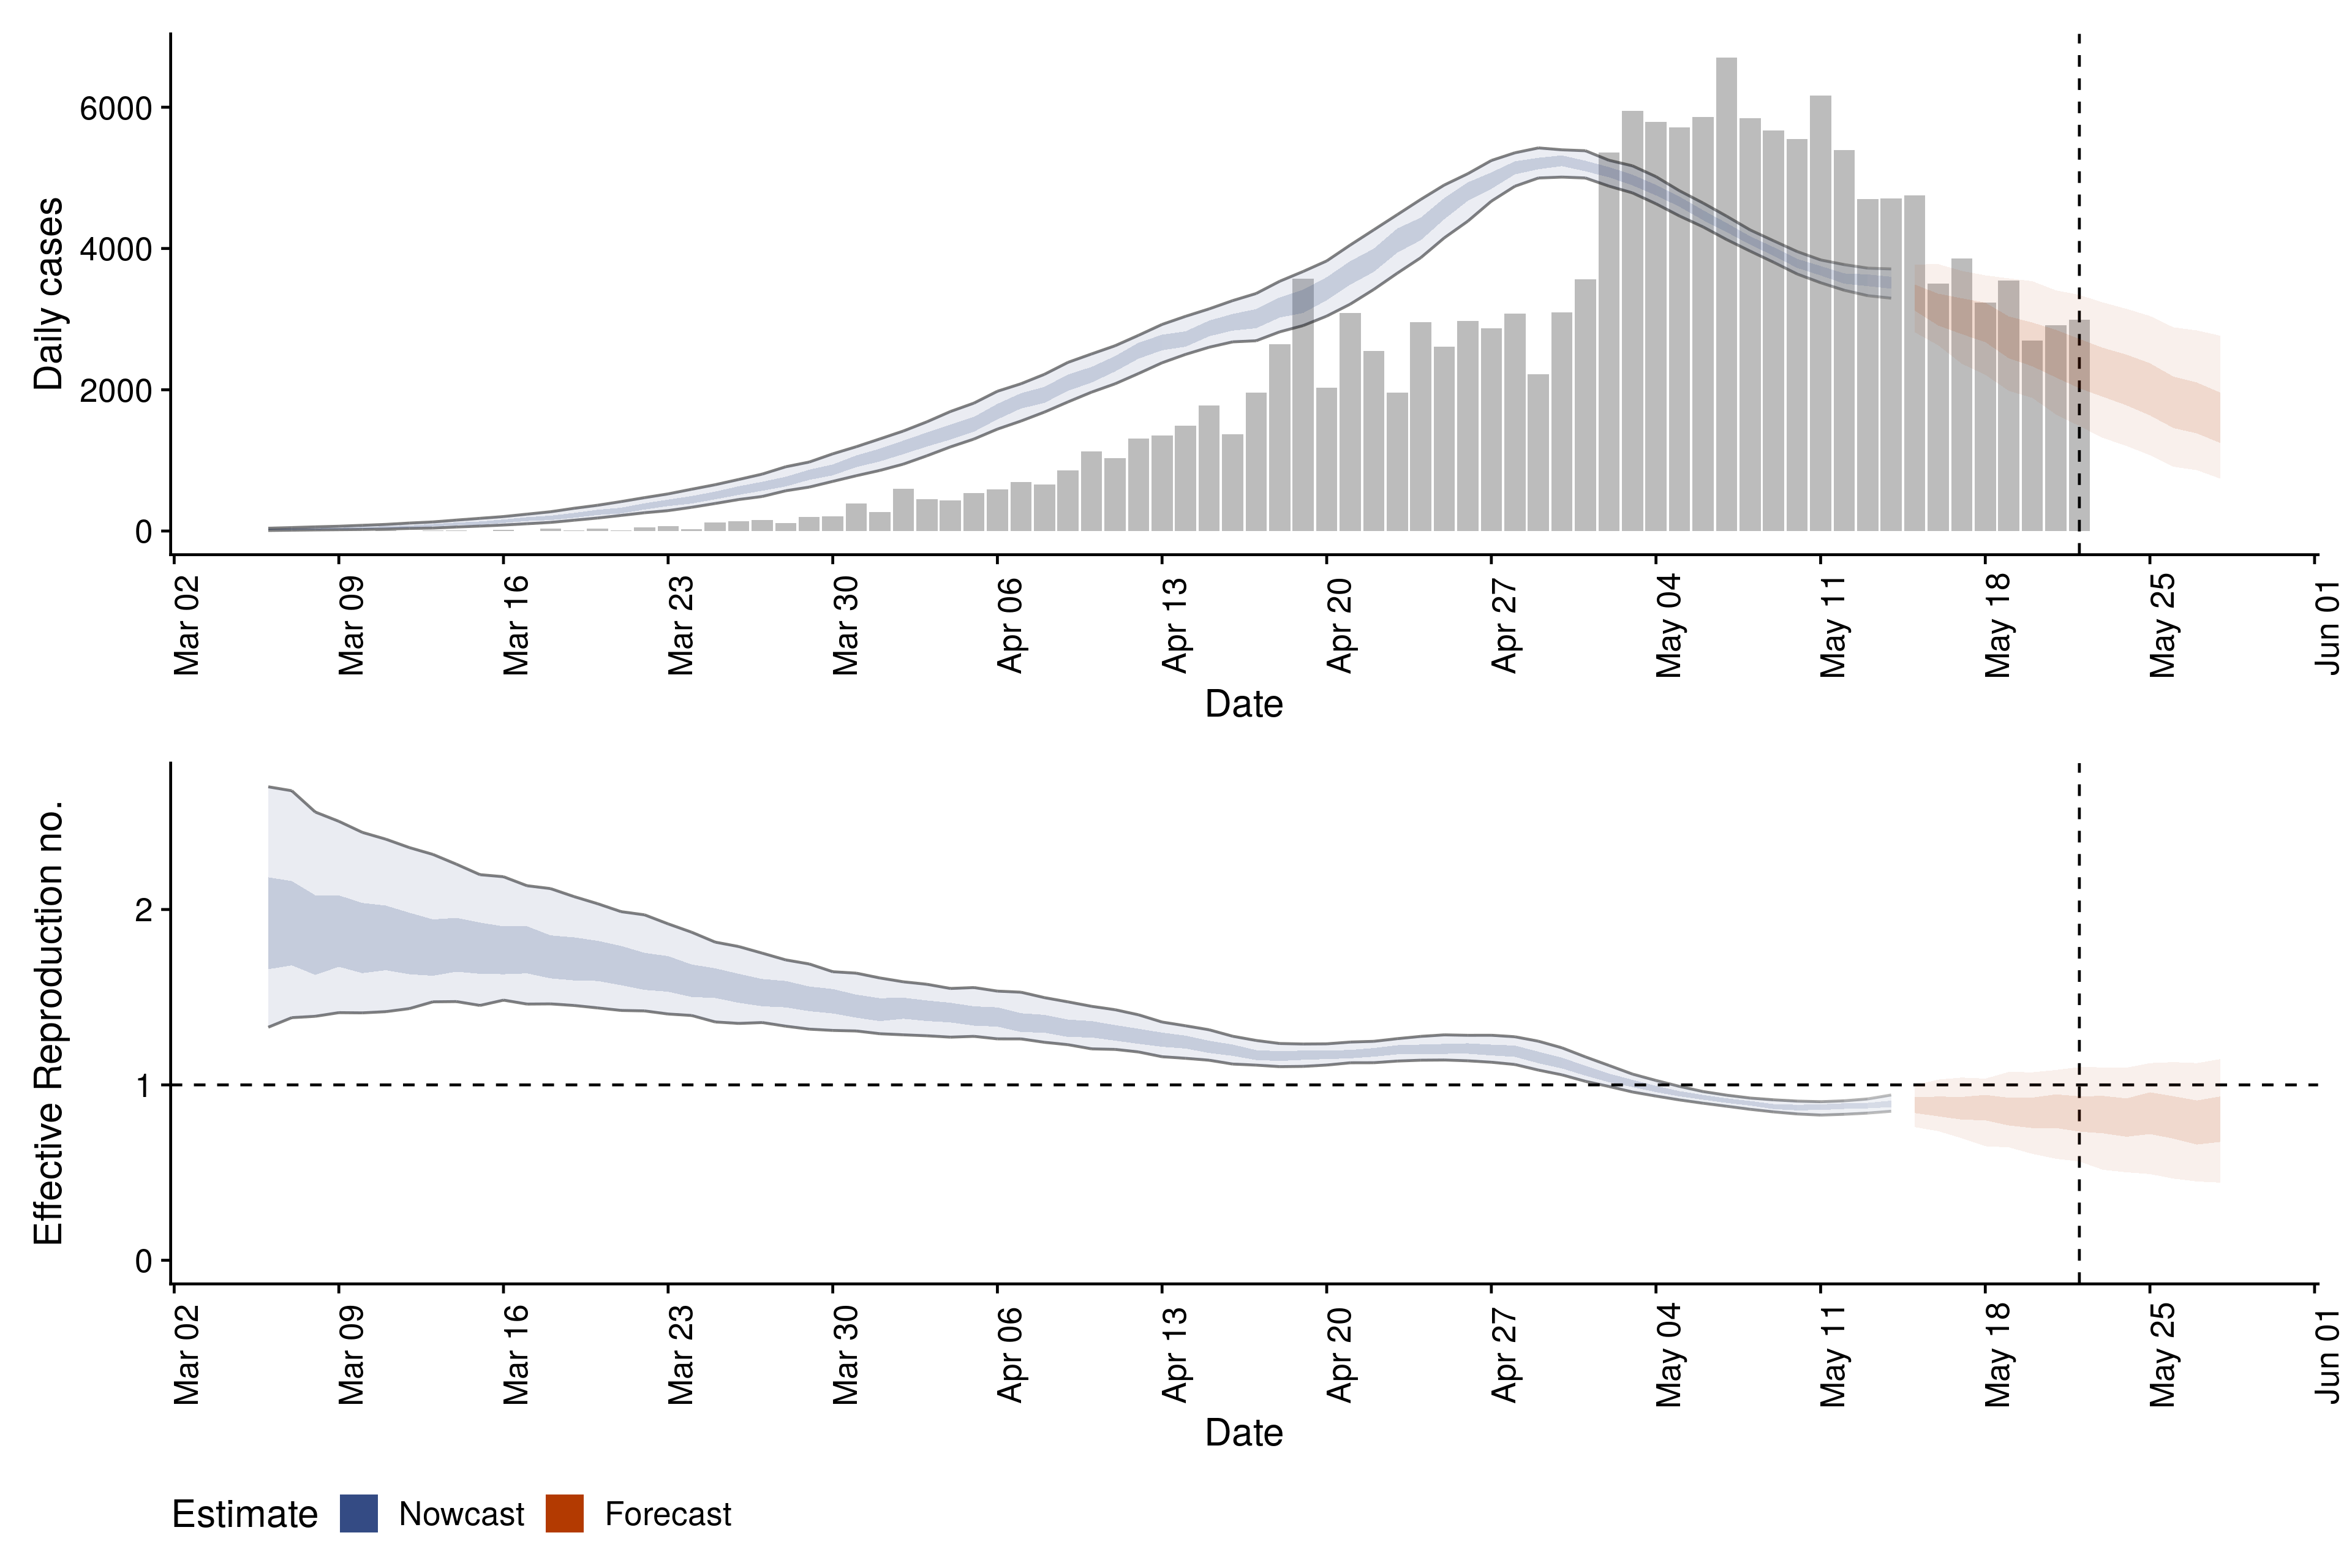 Daily cases
6000
4000
2000
0
Mar 02
Mar 09
Mar 16
Mar 23
Mar 30
Apr 06
Apr 13
Apr 20
Apr 27
May 04
May 11
May 18
May 25
Jun 01
Date
Effective Reproduction no.
2
1
0
Mar 02
Mar 09
Mar 16
Mar 23
Mar 30
Apr 06
Apr 13
Apr 20
Apr 27
May 04
May 11
May 18
May 25
Jun 01
Date
Estimate Nowcast Forecast